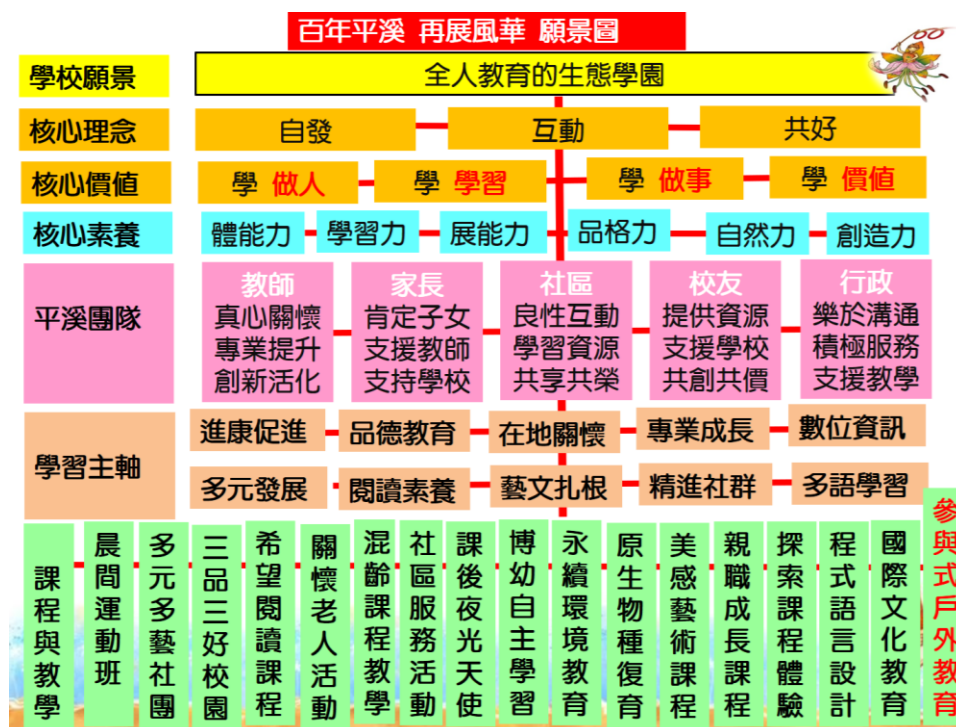 百年平溪 再展風華 願景圖
學校願景
全人教育的生態學園
核心理念
自發
互動
共好
核心價值
學 做人
學 學習
學 做事
學 價值
核心素養
體能力
學習力
展能力
品格力
自然力
創造力
平溪團隊
教師
真心關懷
專業提升
創新活化
家長
肯定子女
支援教師
支持學校
社區
良性互動
學習資源
共享共榮
校友
提供資源
支援學校
共創共價
行政
樂於溝通
積極服務
支援教學
學習主軸
進康促進
品德教育
在地關懷
專業成長
數位資訊
多元發展
閱讀素養
藝文扎根
精進社群
多語學習
課程與教學
晨間運動班
多元多藝社團
三品三好校園
希望閱讀課程
關懷老人活動
混齡課程教學
社區服務活動
課後夜光天使
博幼自主學習
永續環境教育
原生物種復育
美感藝術課程
親職成長課程
探索課程體驗
程式語言設計
國際文化教育
參與式戶外教育